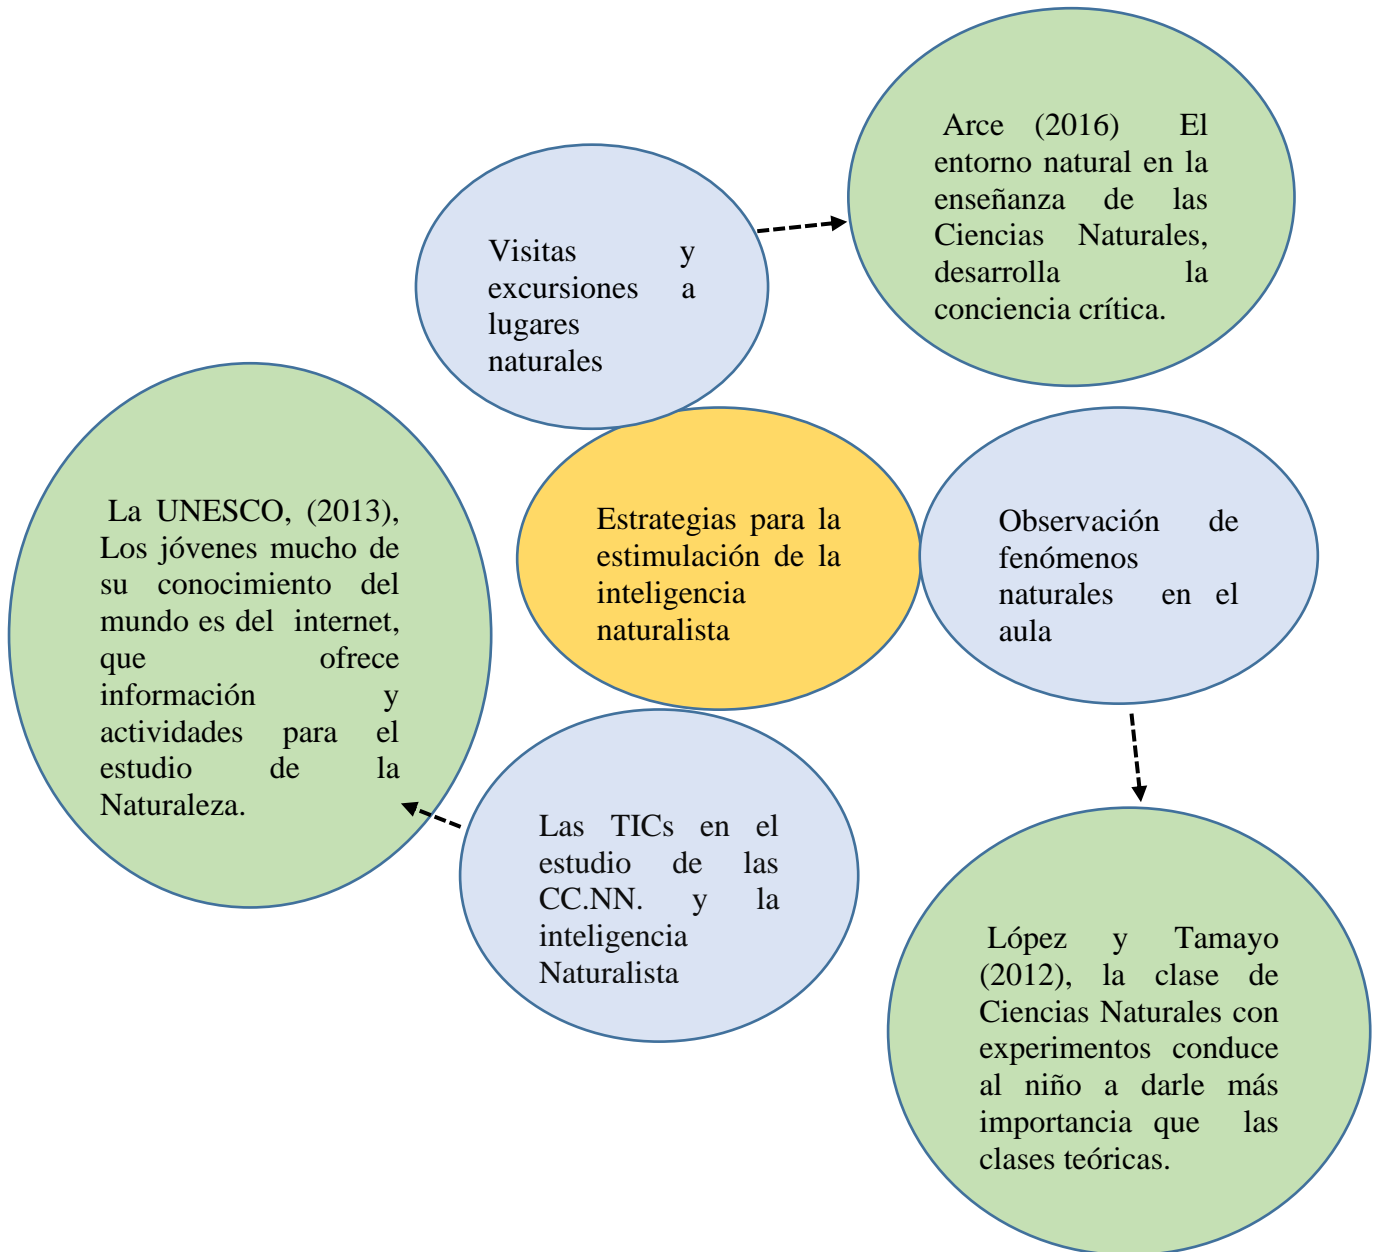 Arce (2016) El
entorno natural en la
enseñanza de las
Ciencias Naturales,
desarrolla la
conciencia crítica.
Visitas y
excursiones a
lugares
naturales
La UNESCO, (2013),
Los jóvenes mucho de
su conocimiento del
mundo es del internet,
que ofrece
información y
actividades para el
estudio de la
Naturaleza.
Estrategias para la
estimulación de la
inteligencia
naturalista
Observación de
fenómenos
naturales en el
aula
Las TICs en el
estudio de las
CC.NN. y la
inteligencia
Naturalista
López y Tamayo
(2012), la clase de
Ciencias Naturales con
experimentos conduce
al niño a darle más
importancia que las
clases teóricas.